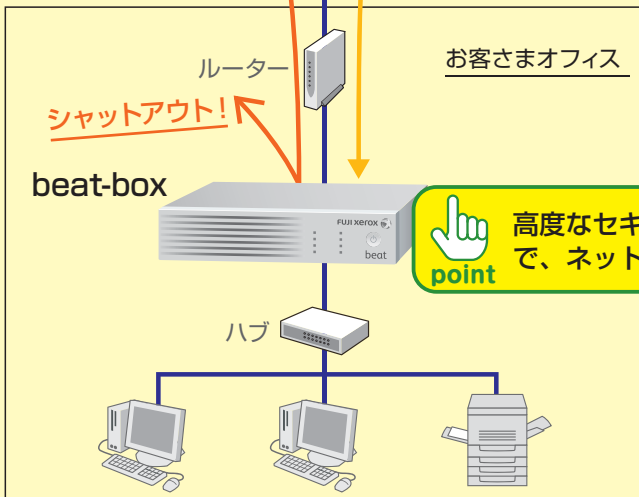 お客さまオフィス
ルーター
シャットアウト!
beat-box
FUJI XEROX
beat
point
高度なセキ
で、ネット
ハブ